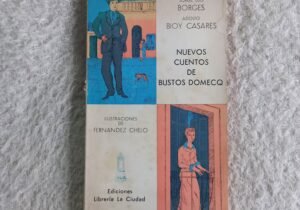 BORGES
ADOLFO
BIOY CASARES
NUEVOS
CUENTOS
DE
BUSTOS DOMECQ
ILUSTRACIONES
DE
FERNANDEZ CHELO
Ediciones
Librería La Ciudad